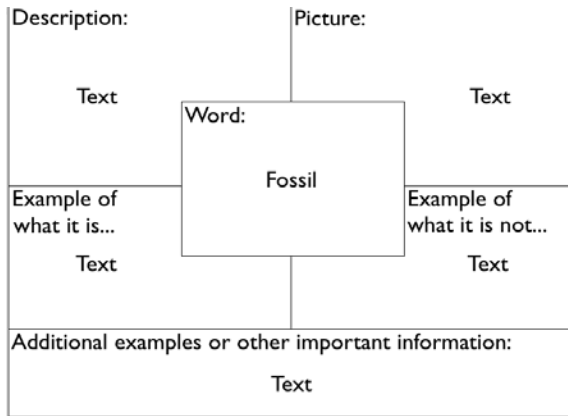 Description:
Text
Picture:
Text
Word:
Fossil
Example of
what it is...
Text
Example of
what it is not...
Text
Additional examples or other important information:
Text